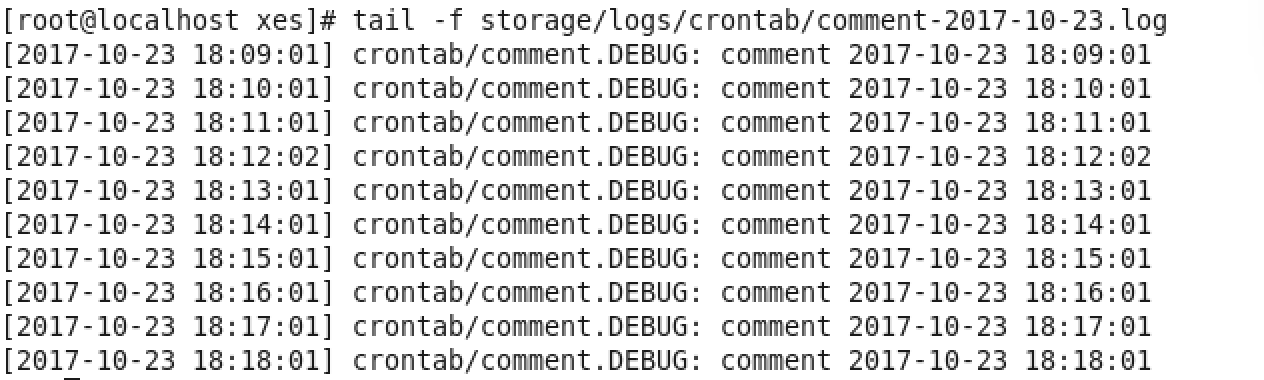 [root@localhost xes]# tail -f storage/logs/crontab/comment-2017-10-23.log
[2017-10-23 18:09:01] crontab/comment.DEBUG: comment 2017-10-23 18:09:01
[2017-10-23 18:10:01] crontab/comment.DEBUG: comment 2017-10-23 18:10:01
[2017-10-23 18:11:01] crontab/comment.DEBUG: comment 2017-10-23 18:11:01
[2017-10-23 18:12:02] crontab/comment.DEBUG: comment 2017-10-23 18:12:02
[2017-10-23 18:13:01] crontab/comment.DEBUG: comment 2017-10-23 18:13:01
[2017-10-23 18:14:01] crontab/comment.DEBUG: comment 2017-10-23 18:14:01
[2017-10-23 18:15:01] crontab/comment.DEBUG: comment 2017-10-23 18:15:01
[2017-10-23 18:16:01] crontab/comment.DEBUG: comment 2017-10-23 18:16:01
[2017-10-23 18:17:01] crontab/comment.DEBUG: comment 2017-10-23 18:17:01
[2017-10-23 18:18:01] crontab/comment.DEBUG: comment 2017-10-23 18:18:01